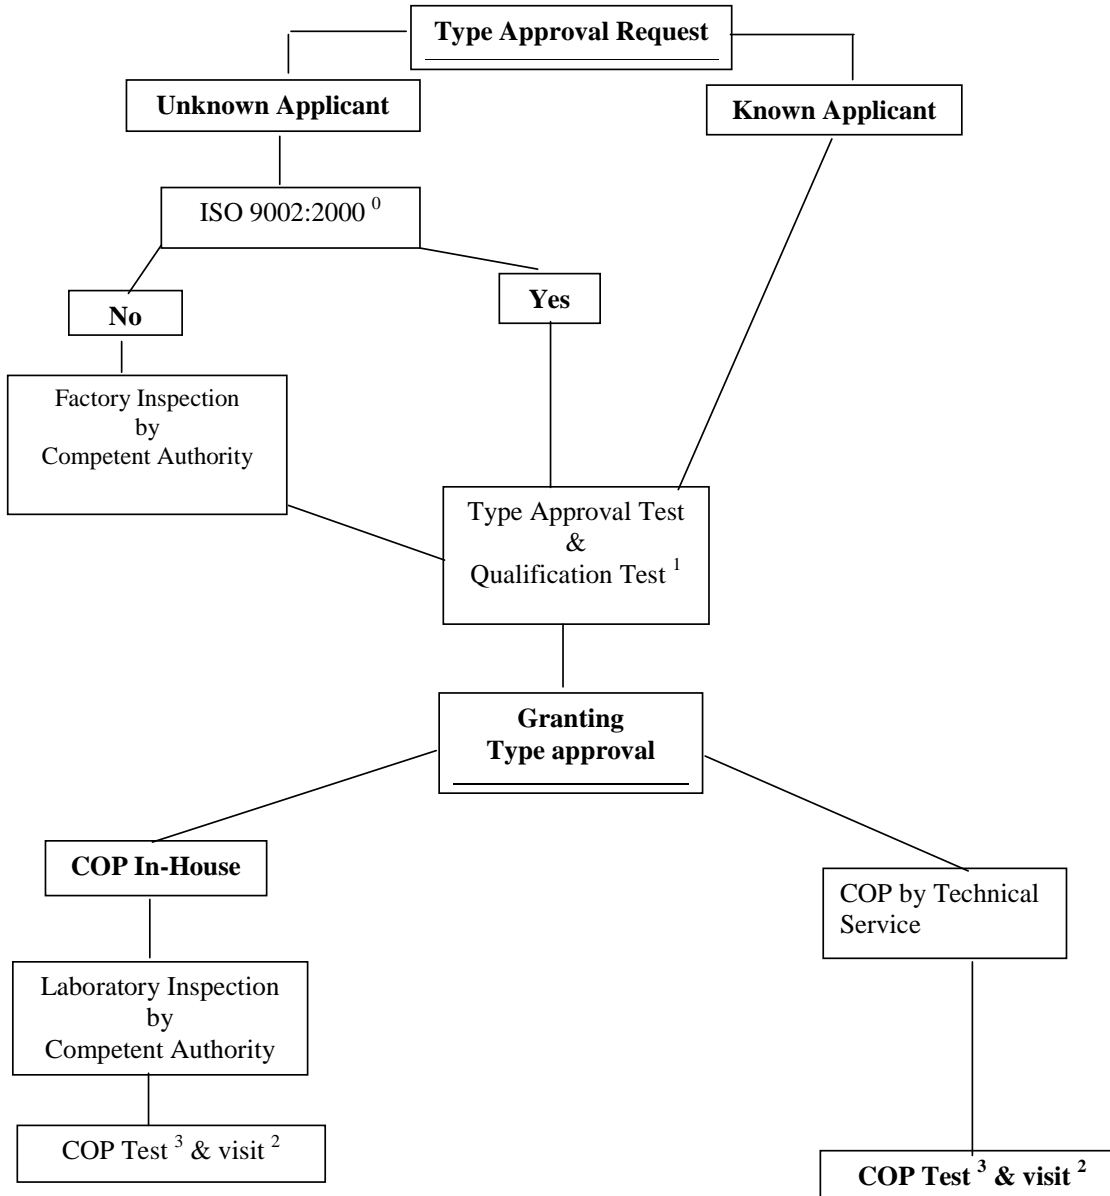 Type Approval Request
Unknown Applicant
Known Applicant
ISO 9002:2000 0
No
Yes
Factory Inspection
by
Competent Authority
Type Approval Test
&
Qualification Test 1
Granting
Type approval
COP In-House
COP by Technical
Service
Laboratory Inspection
by
Competent Authority
COP Test 3 & visit 2
COP Test 3 & visit 2